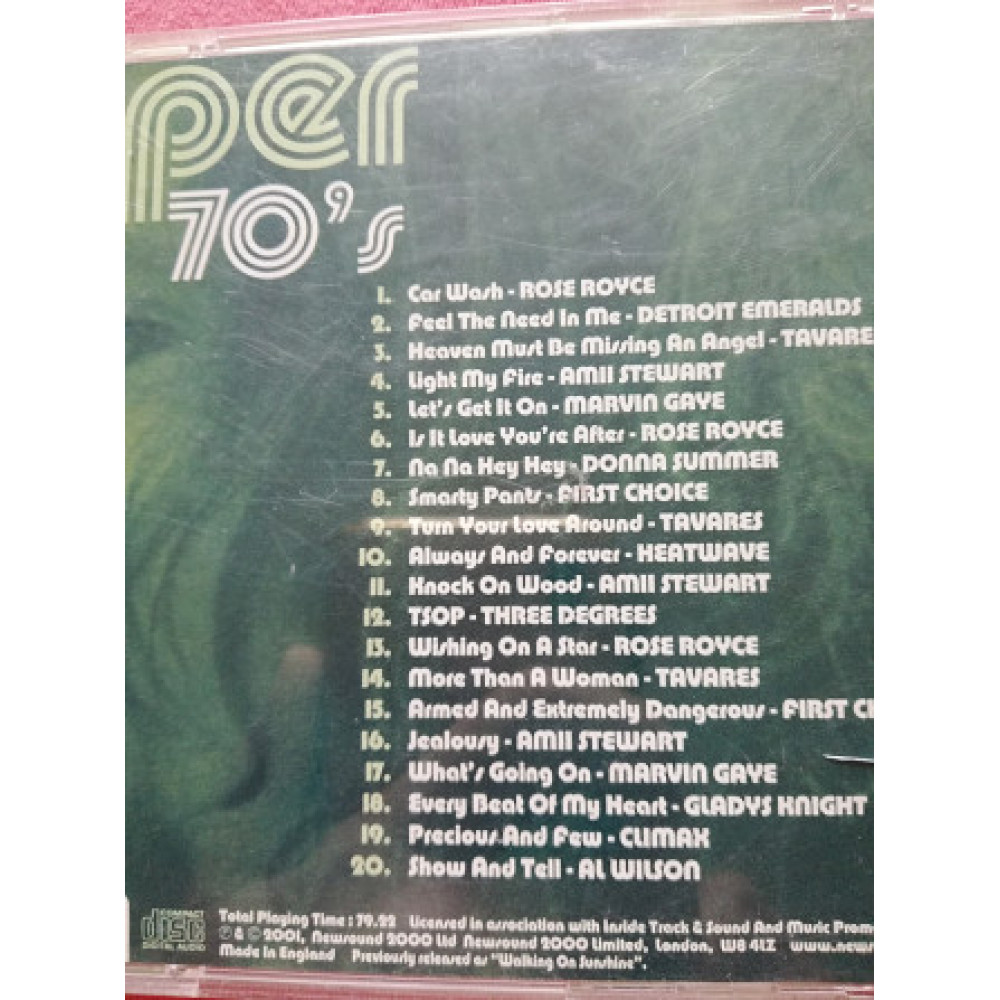 per
70's
1. Car Wash - ROSE ROYCE
2. Feel The Need In Me - DETROIT EMERALDS
3. Heaven Must Be Missing An Angel - TAVARE
4. Light My Fire - AMII STEWART
5. Let's Get It On - MARVIN GAYE
6. Is It Love You're After - ROSE ROYCE
7. Na Na Hey Hey - DONNA SUMMER
8. Smarty Pants - FIRST CHOICE
9. Turn Your Love Around - TAVARES
10. Always And Forever - HEATWAVE
11. Knock On Wood - AMII STEWART
12. TSOP - THREE DEGREES
13. Wishing On A Star - ROSE ROYCE
14. More Than A Woman - TAVARES
15. Armed And Extremely Dangerous - FIRST CH
16. Jealousy - AMII STEWART
17. What's Going On - MARVIN GAYE
18. Every Beat Of My Heart - GLADYS KNIGHT
19. Precious And Few - CLIMAX
20. Show And Tell - AL WILSON
COMPACT
disc
DIGITAL AUDIO
Total Playing Time : 79.22 Licensed in association with Inside Track & Sound And Music Promo
℗ & © 2001, Newsound 2000 Ltd Newsound 2000 Limited, London, W8 4LZ www.news
Made In England Previously released as "Walking On Sunshine".